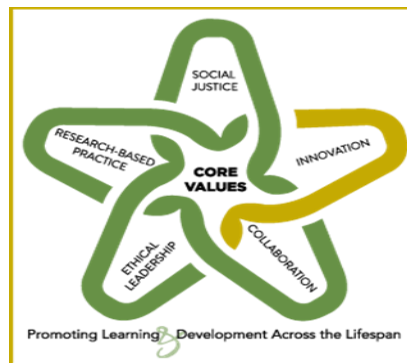 SOCIAL
JUSTICE
RESEARCH-BASED
PRACTICE
INNOVATION
CORE
VALUES
ETHICAL
LEADERSHIP
COLLABORATION
Promoting Learning & Development Across the Lifespan